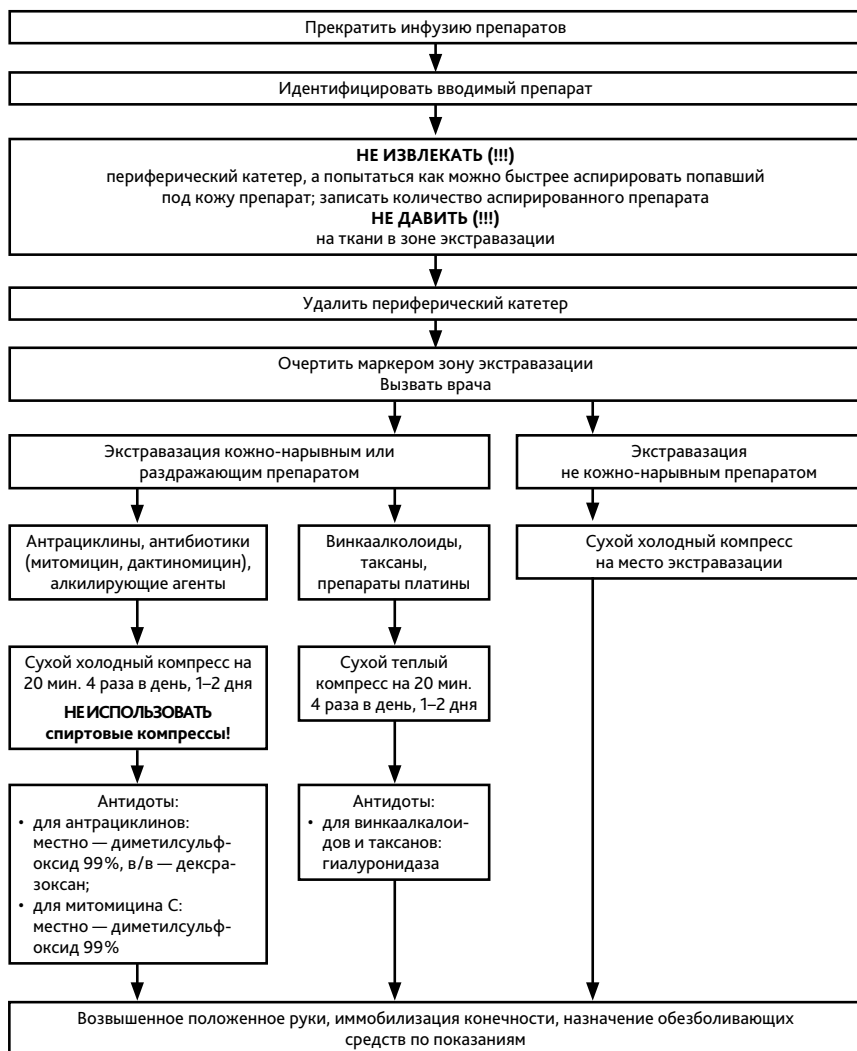 Прекратить инфузию препаратов
Идентифицировать вводимый препарат
НЕ ИЗВЛЕКАТЬ (!!!)
периферический катетер, а попытаться как можно быстрее аспирировать попавший
под кожу препарат; записать количество аспирированного препарата
НЕ ДАВИТЬ (!!!)
на ткани в зоне экстравазации
Удалить периферический катетер
Очертить маркером зону экстравазации
Вызвать врача
Экстравазация кожно-нарывным или
раздражающим препаратом
Экстравазация
не кожно-нарывным препаратом
Антрациклины, антибиотики
(митомицин, дактиномицин),
алкилирующие агенты
Винкаалколоиды,
таксаны,
препараты платины
Сухой холодный компресс
на место экстравазации
Сухой холодный компресс на
20 мин. 4 раза в день, 1–2 дня
НЕ ИСПОЛЬЗОВАТЬ
спиртовые компрессы!
Сухой теплый
компресс на 20 мин.
4 раза в день, 1–2 дня
Антидоты:
• для антрациклинов:
местно — диметилсульф-
оксид 99%, в/в — дексра-
зоксан;
• для митомицина С:
местно — диметилсульф-
оксид 99%
Антидоты:
• для винкаалкалои-
дов и таксанов:
гиалуронидаза
Возвышенное положенное руки, иммобилизация конечности, назначение обезболивающих
средств по показаниям